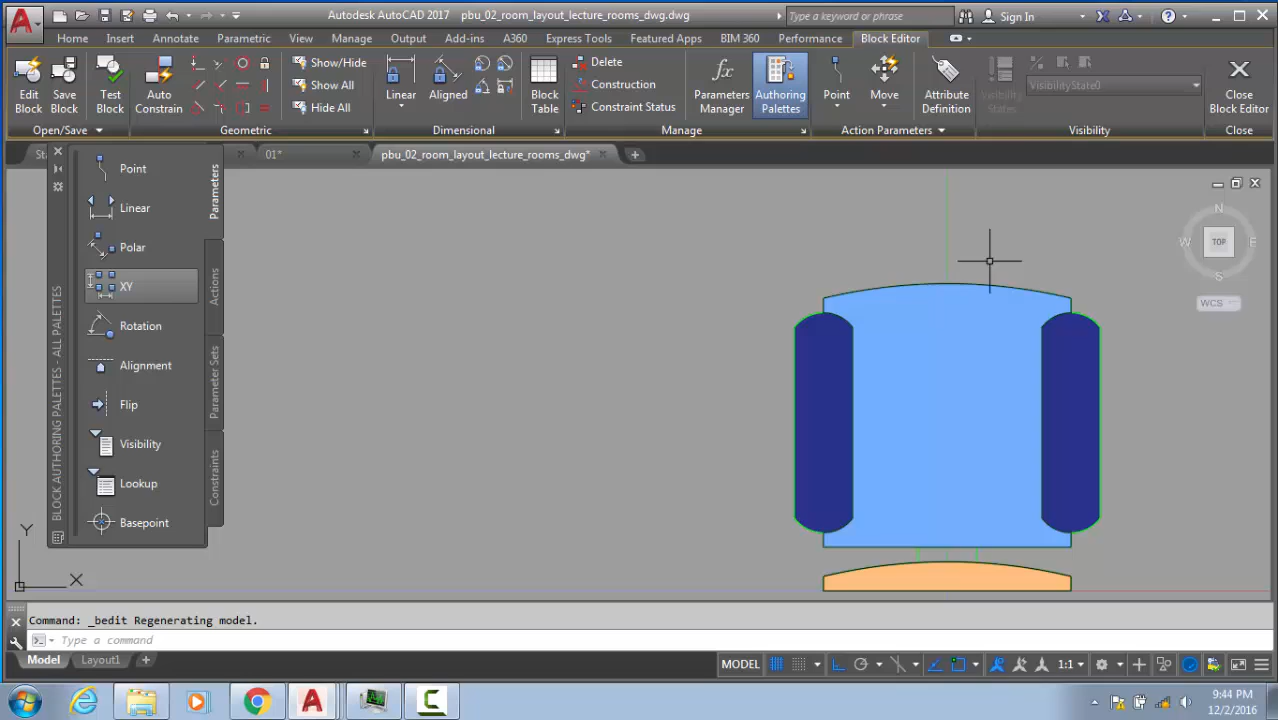 Autodesk AutoCAD 2017 pbu_02_room_layout_lecture_rooms_dwg.dwg
Type a keyword or phrase
Sign In
Home Insert Annotate Parametric View Manage Output Add-ins A360 Express Tools Featured Apps BIM 360 Performance Block Editor
Edit Block
Save Block
Test Block
Auto Constrain
Show/Hide
Show All
Hide All
Linear
Aligned
Block Table
Delete
Construction
Constraint Status
Parameters Manager
Authoring Palettes
Point
Move
Attribute Definition
Visibility States
VisibilityState0
Close Block Editor
Open/Save Geometric Dimensional Manage Action Parameters Visibility Close
01* pbu_02_room_layout_lecture_rooms_dwg*
Point
Linear
Polar
XY
Rotation
Alignment
Flip
Visibility
Lookup
Basepoint
Parameters
Actions
Parameter Sets
Constraints
BLOCK AUTHORING PALETTES - ALL PALETTES
N
W TOP E
S
WCS
Y
X
Command: _bedit Regenerating model.
Type a command
Model Layout1
MODEL 1:1
9:44 PM
12/2/2016